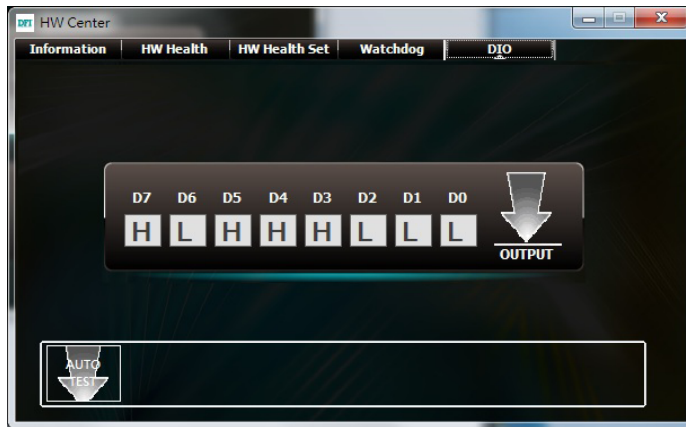 DFI HW Center
Information HW Health HW Health Set Watchdog DIO
D7 D6 D5 D4 D3 D2 D1 D0
H L H H H L L L
OUTPUT
AUTO
TEST